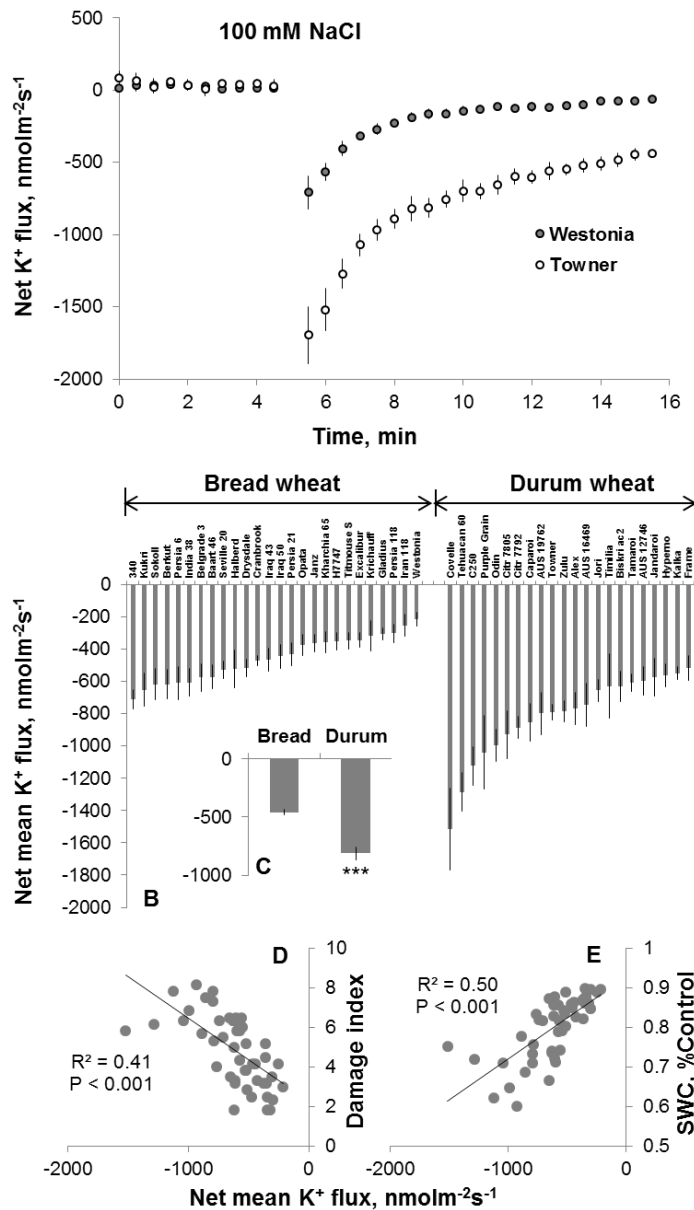 100 mM NaCl
500
0
-500
-1000
-1500
-2000
Net K⁺ flux, nmolm⁻²s⁻¹
Westonia
Towner
0
2
4
6
8
10
12
14
16
Time, min
Bread wheat
Durum wheat
340
Kukri
Sokoll
Berkut
Persia 6
India 38
Belgrade 3
Baart 46
Seville 20
Halberd
Drysdale
Cranbrook
Iraq 43
Iraq 50
Persia 21
Opata
Janz
Kharchia 65
H7747
Titmouse S
Excalibur
Krichauff
Gladius
Persia 118
Iran 118
Westonia
Covelle
Tehuacan 60
C250
Purple Grain
Odin
Citr 7805
Citr 7792
Caparoi
AUS 19762
Towner
Zulu
Alex
AUS 16469
Jori
Timilia
Biskri ac2
Tamaroi
AUS 12746
Jandaroi
Hyperno
Kalka
Frame
0
-200
-400
-600
-800
-1000
-1200
-1400
-1600
-1800
-2000
Net mean K⁺ flux, nmolm⁻²s⁻¹
B
Bread
Durum
0
-500
-1000
C
***
D
10
8
6
4
2
0
Damage index
R² = 0.41
P < 0.001
-2000
-1000
0
E
1
0.9
0.8
0.7
0.6
0.5
SWC, %Control
R² = 0.50
P < 0.001
-2000
-1000
0
Net mean K⁺ flux, nmolm⁻²s⁻¹